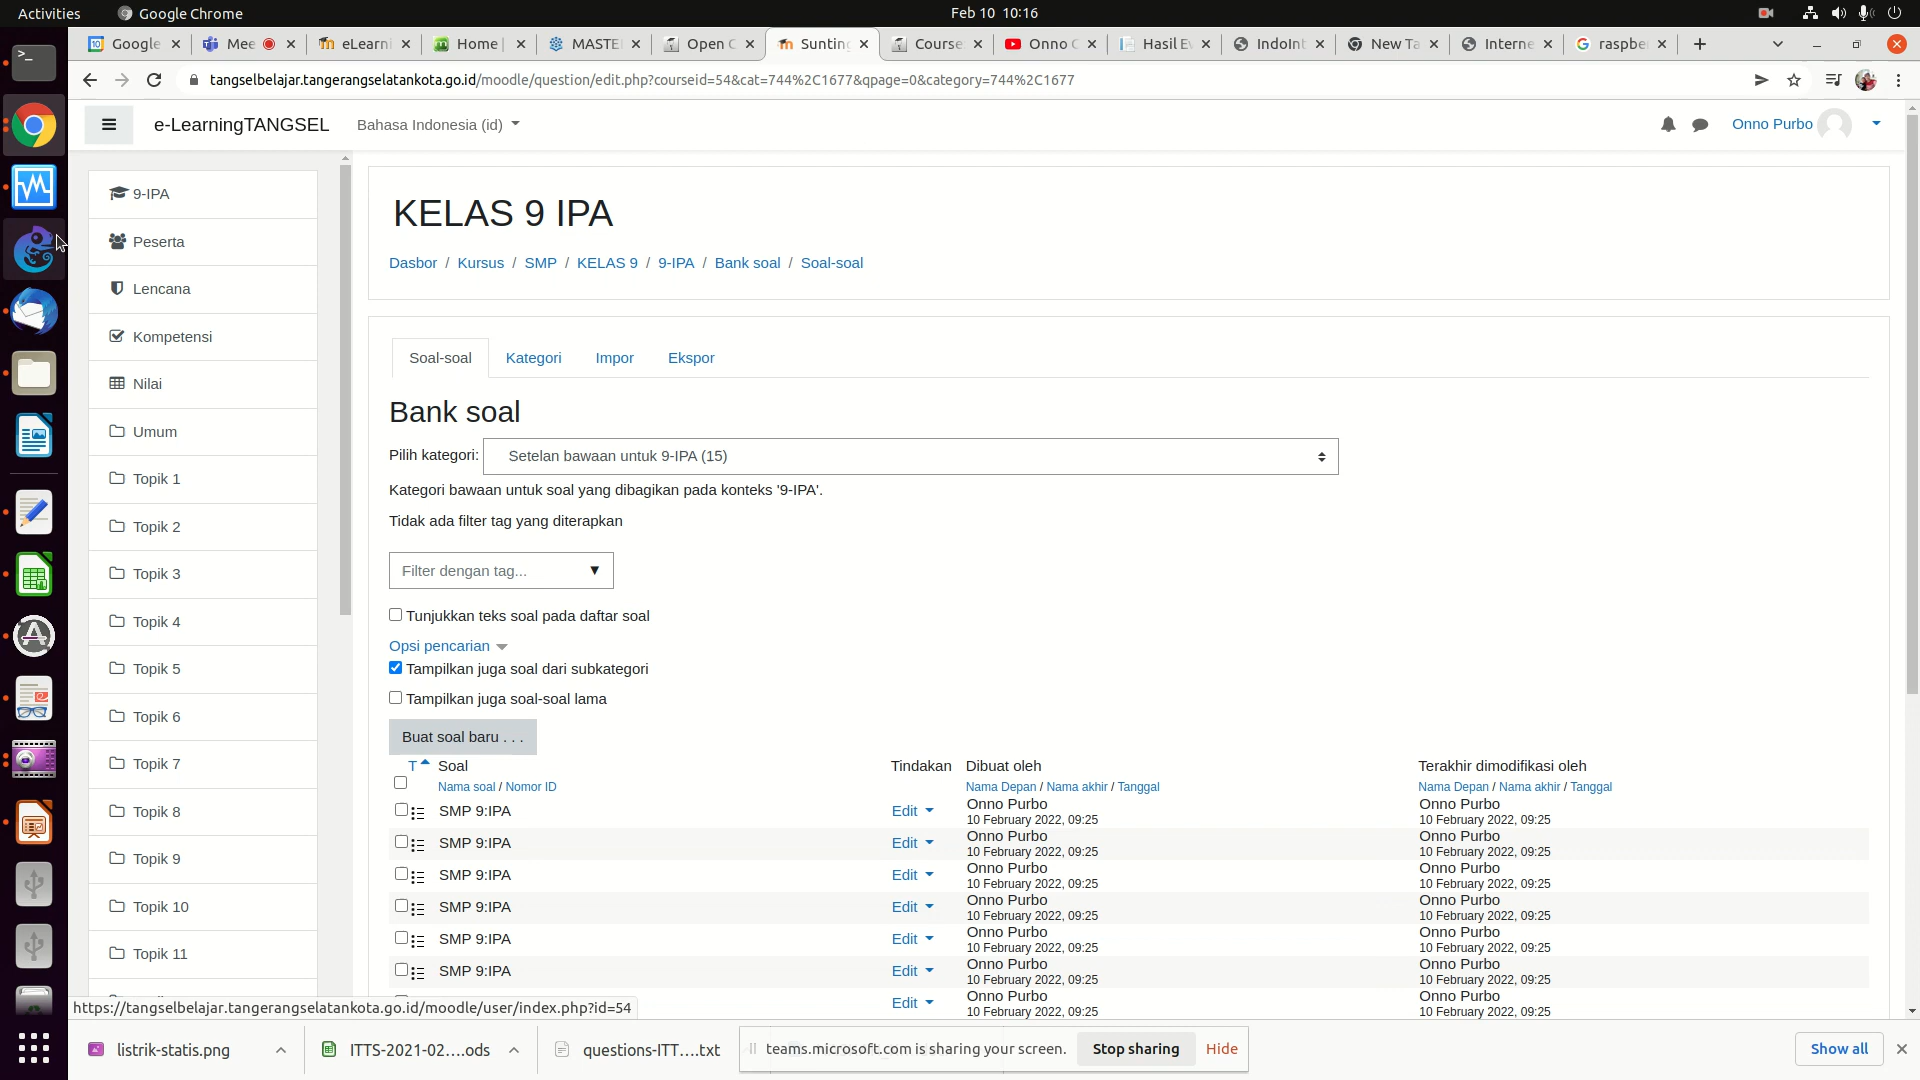 Activities
Google Chrome
Feb 10 10:16
Google
Mee
eLearni
Home
MASTE
Open C
Sunting
Course
Onno C
Hasil Ev
IndoInt
New Ta
Interne
raspbe
tangselbelajar.tangerangselatankota.go.id/moodle/question/edit.php?courseid=54&cat=744%2C1677&qpage=0&category=744%2C1677
e-LearningTANGSEL
Bahasa Indonesia (id)
Onno Purbo
9-IPA
Peserta
Lencana
Kompetensi
Nilai
Umum
Topik 1
Topik 2
Topik 3
Topik 4
Topik 5
Topik 6
Topik 7
Topik 8
Topik 9
Topik 10
Topik 11
KELAS 9 IPA
Dasbor / Kursus / SMP / KELAS 9 / 9-IPA / Bank soal / Soal-soal
Soal-soal Kategori Impor Ekspor
Bank soal
Pilih kategori: Setelan bawaan untuk 9-IPA (15)
Kategori bawaan untuk soal yang dibagikan pada konteks '9-IPA'.
Tidak ada filter tag yang diterapkan
Filter dengan tag...
Tunjukkan teks soal pada daftar soal
Opsi pencarian
Tampilkan juga soal dari subkategori
Tampilkan juga soal-soal lama
Buat soal baru . . .
T Soal Tindakan Dibuat oleh Terakhir dimodifikasi oleh
Nama soal / Nomor ID Nama Depan / Nama akhir / Tanggal Nama Depan / Nama akhir / Tanggal
SMP 9:IPA Edit Onno Purbo Onno Purbo
10 February 2022, 09:25 10 February 2022, 09:25
SMP 9:IPA Edit Onno Purbo Onno Purbo
10 February 2022, 09:25 10 February 2022, 09:25
SMP 9:IPA Edit Onno Purbo Onno Purbo
10 February 2022, 09:25 10 February 2022, 09:25
SMP 9:IPA Edit Onno Purbo Onno Purbo
10 February 2022, 09:25 10 February 2022, 09:25
SMP 9:IPA Edit Onno Purbo Onno Purbo
10 February 2022, 09:25 10 February 2022, 09:25
SMP 9:IPA Edit Onno Purbo Onno Purbo
10 February 2022, 09:25 10 February 2022, 09:25
Edit Onno Purbo Onno Purbo
10 February 2022, 09:25 10 February 2022, 09:25
https://tangselbelajar.tangerangselatankota.go.id/moodle/user/index.php?id=54
listrik-statis.png
ITTS-2021-02....ods
questions-ITT....txt
teams.microsoft.com is sharing your screen.
Stop sharing
Hide
Show all